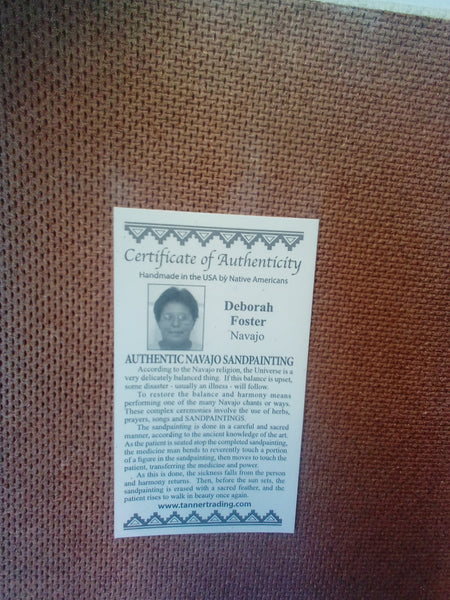 Certificate of Authenticity
Handmade in the USA by Native Americans
Deborah
Foster
Navajo
AUTHENTIC NAVAJO SANDPAINTING
According to the Navajo religion, the Universe is a
very delicately balanced thing. If this balance is upset,
some disaster - usually an illness - will follow.
To restore the balance and harmony means
performing one of the many Navajo chants or ways.
These complex ceremonies involve the use of herbs,
prayers, songs and SANDPAINTINGS.
The sandpainting is done in a careful and sacred
manner, according to the ancient knowledge of the art.
As the patient is seated stop the completed sandpainting,
the medicine man bends to reverently touch a portion
of a figure in the sandpainting, then moves to touch the
patient, transferring the medicine and power.
As this is done, the sickness falls from the person
and harmony returns. Then, before the sun sets, the
sandpainting is erased with a sacred feather, and the
patient rises to walk in beauty once again.
www.tannertrading.com